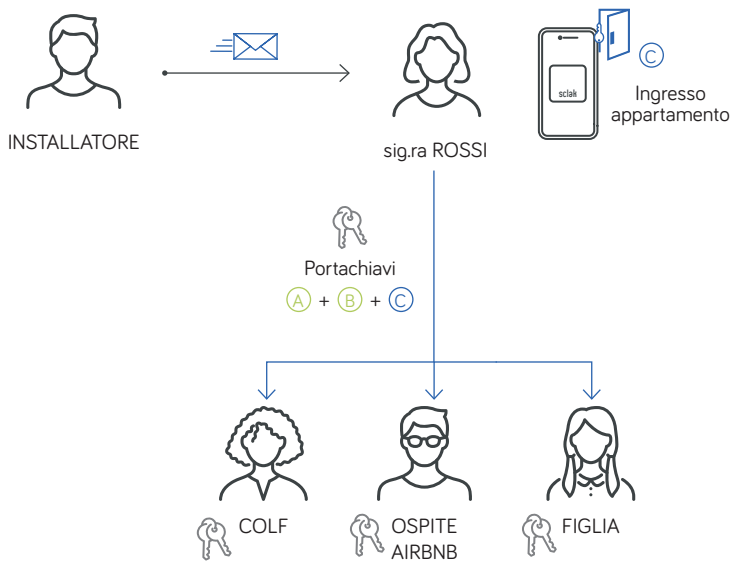 INSTALLATORE
sig.ra ROSSI
sclak
C
Ingresso
appartamento
Portachiavi
A + B + C
COLF
OSPITE
AIRBNB
FIGLIA